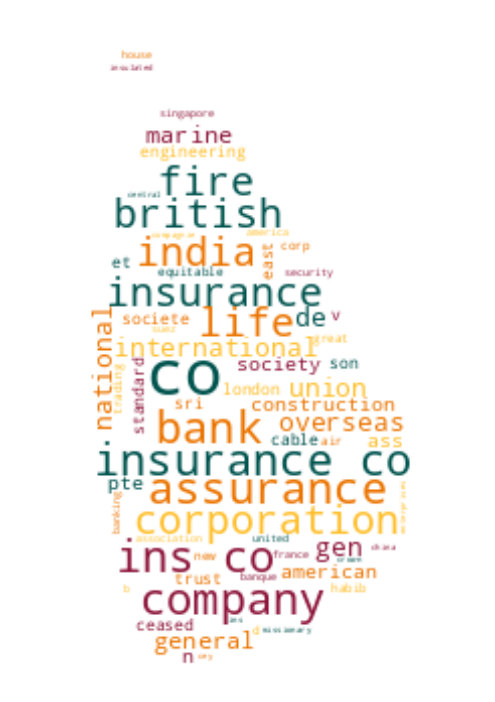 house
insulated
singapore
marine
engineering
fire
central
british
america
india
east
corp
et
equitable
security
insurance
national
societe
life
de
v
international
great
trading
standard
co
society
son
london
union
sri
construction
bank
overseas
cable
air
ass
insurance co
pte
assurance
banking
corporation
association
united
ins co
new
france
gen
china
trust
banque
american
b
company
habib
ceased
ins
d
missionary
general
n